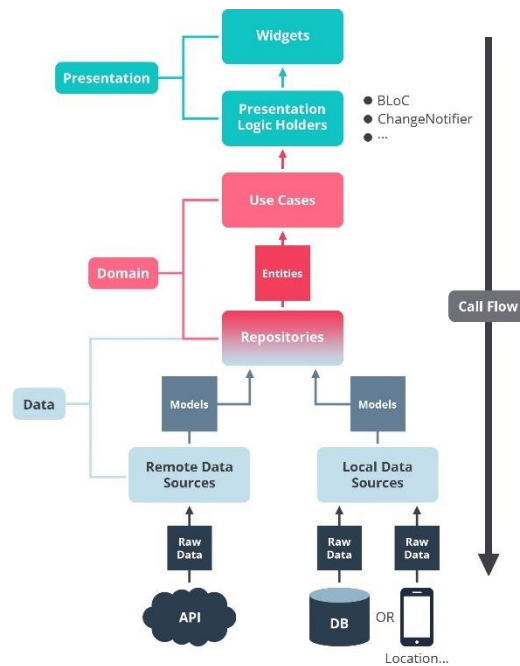 Widgets
Presentation
Presentation
Logic Holders
● BLoC
● ChangeNotifier
● ...
Use Cases
Domain
Entities
Call Flow
Repositories
Data
Models
Models
Remote Data
Sources
Local Data
Sources
Raw
Data
Raw
Data
Raw
Data
API
DB
OR
Location...